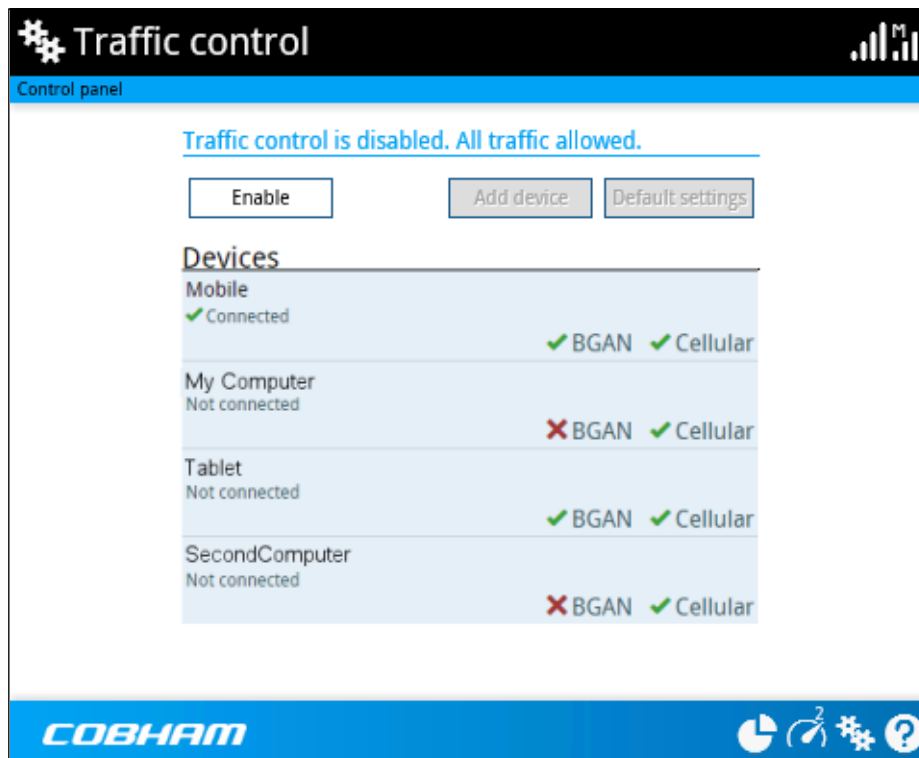 Traffic control
M
Control panel
Traffic control is disabled. All traffic allowed.
Enable Add device Default settings
Devices
Mobile
Connected
BGAN Cellular
My Computer
Not connected
BGAN Cellular
Tablet
Not connected
BGAN Cellular
SecondComputer
Not connected
BGAN Cellular
COBHAM 2 ?